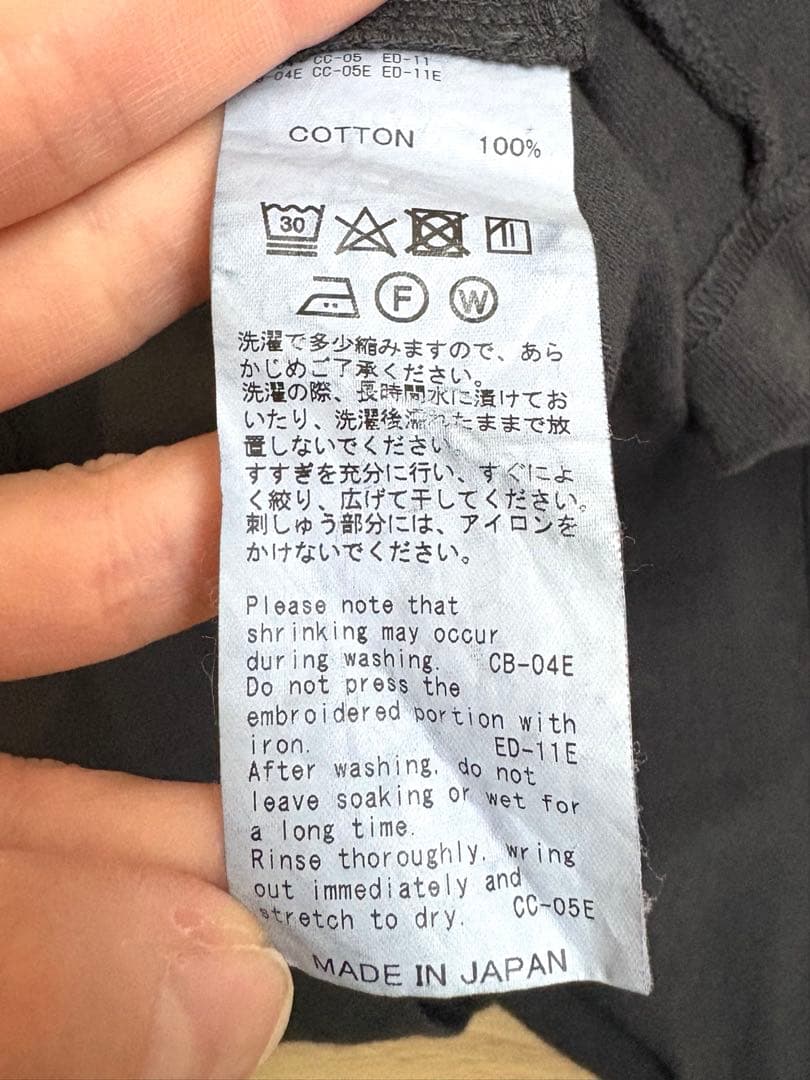 CC-05 ED-11
-04E CC-05E ED-11E
COTTON 100%
30
F W
洗濯で多少縮みますので、あら
かじめご了承ください。
洗濯の際、長時間水に漬けてお
いたり、洗濯後濡れたままで放
置しないでください。
すすぎを充分に行い、すぐによ
く絞り、広げて干してください。
刺しゅう部分には、アイロンを
かけないでください。
Please note that
shrinking may occur
during washing. CB-04E
Do not press the
embroidered portion with
iron. ED-11E
After washing, do not
leave soaking or wet for
a long time.
Rinse thoroughly, wring
out immediately and
stretch to dry. CC-05E
MADE IN JAPAN